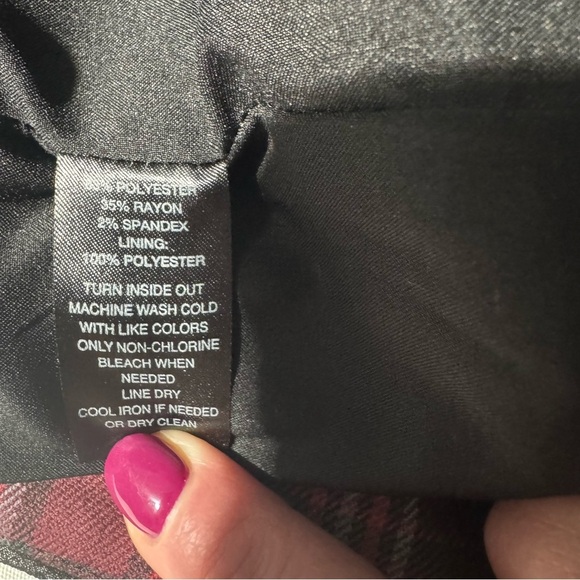 POLYESTER
35% RAYON
2% SPANDEX
LINING:
100% POLYESTER
TURN INSIDE OUT
MACHINE WASH COLD
WITH LIKE COLORS
ONLY NON-CHLORINE
BLEACH WHEN
NEEDED
LINE DRY
COOL IRON IF NEEDED
OR DRY CLEAN